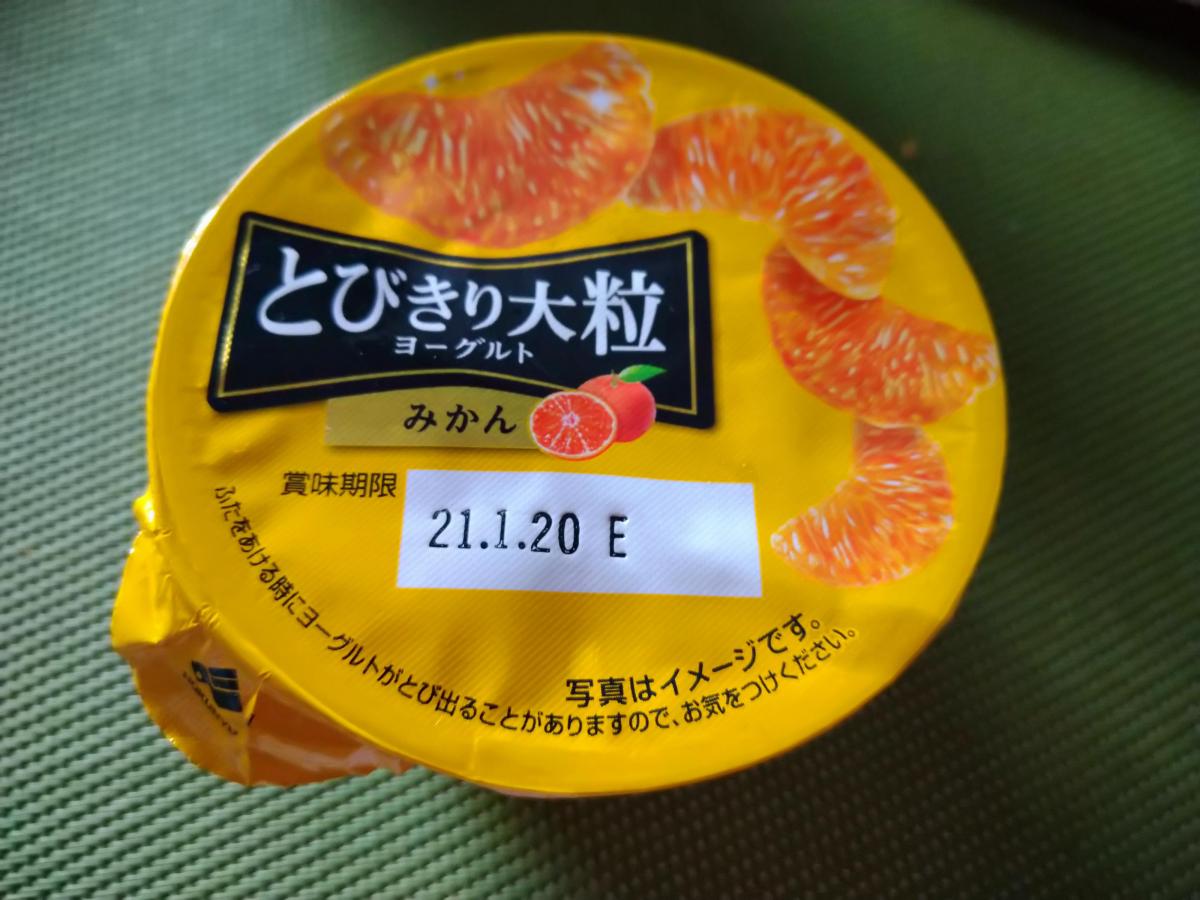 とびきり大粒
ヨーグルト
みかん
賞味期限
21.1.20 E
写真はイメージです。
ふたをあける時にヨーグルトがとび出ることがありますので、お気をつけください。